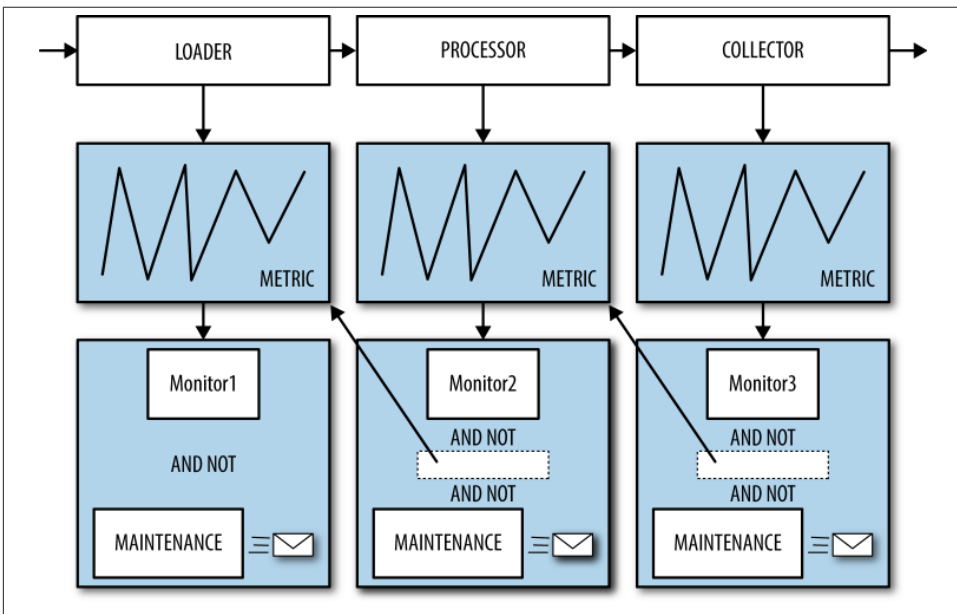 LOADER
PROCESSOR
COLLECTOR
METRIC
METRIC
METRIC
Monitor1
Monitor2
Monitor3
AND NOT
AND NOT
AND NOT
AND NOT
AND NOT
MAINTENANCE
MAINTENANCE
MAINTENANCE